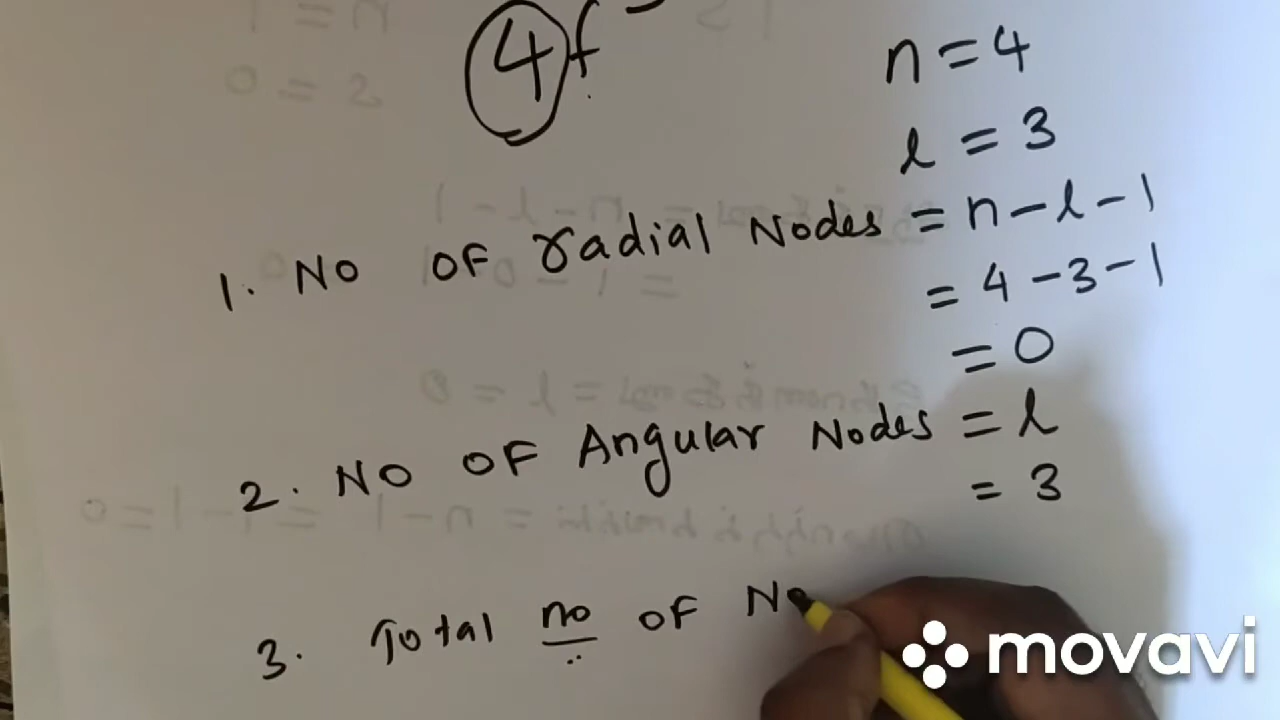 4f
n = 4
l = 3
1. No OF radial Nodes = n - l - 1
= 4 - 3 - 1
= 0
2. No OF Angular Nodes = l
= 3
3. Total no OF No
movavi